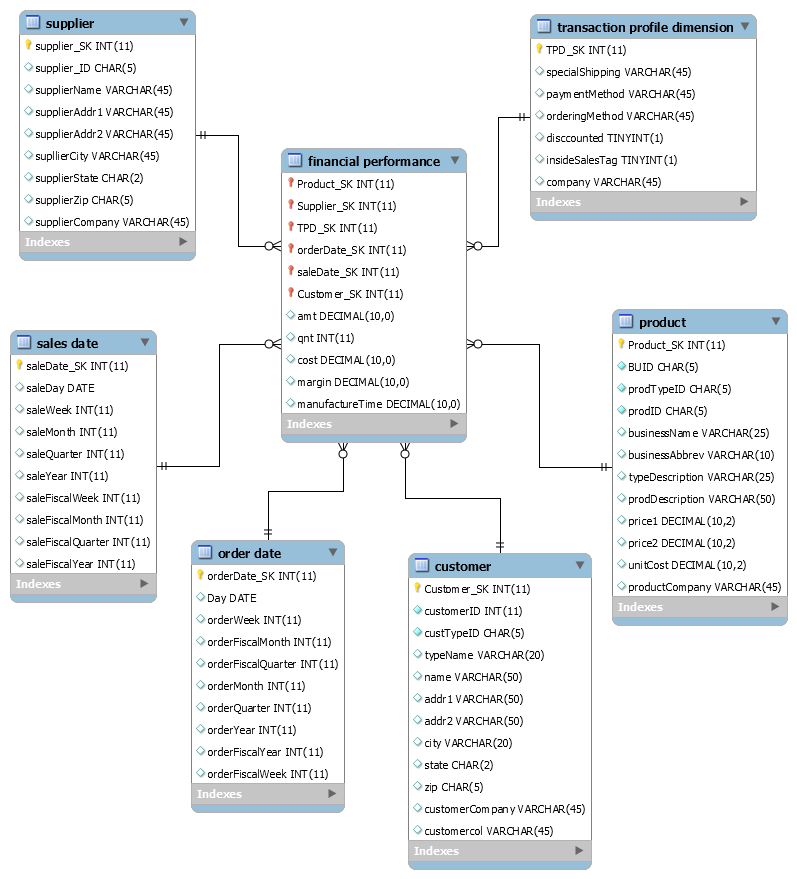 supplier
supplier_SK INT(11)
supplier_ID CHAR(5)
supplierName VARCHAR(45)
supplierAddr1 VARCHAR(45)
supplierAddr2 VARCHAR(45)
supllierCity VARCHAR(45)
supplierState CHAR(2)
supplierZip CHAR(5)
supplierCompany VARCHAR(45)
Indexes
transaction profile dimension
TPD_SK INT(11)
specialShipping VARCHAR(45)
paymentMethod VARCHAR(45)
orderingMethod VARCHAR(45)
disccounted TINYINT(1)
insideSalesTag TINYINT(1)
company VARCHAR(45)
Indexes
financial performance
Product_SK INT(11)
Supplier_SK INT(11)
TPD_SK INT(11)
orderDate_SK INT(11)
saleDate_SK INT(11)
Customer_SK INT(11)
amt DECIMAL(10,0)
qnt INT(11)
cost DECIMAL(10,0)
margin DECIMAL(10,0)
manufactureTime DECIMAL(10,0)
Indexes
sales date
saleDate_SK INT(11)
saleDay DATE
saleWeek INT(11)
saleMonth INT(11)
saleQuarter INT(11)
saleYear INT(11)
saleFiscalWeek INT(11)
saleFiscalMonth INT(11)
saleFiscalQuarter INT(11)
saleFiscalYear INT(11)
Indexes
product
Product_SK INT(11)
BUID CHAR(5)
prodTypeID CHAR(5)
prodID CHAR(5)
businessName VARCHAR(25)
businessAbbrev VARCHAR(10)
typeDescription VARCHAR(25)
prodDescription VARCHAR(50)
price1 DECIMAL(10,2)
price2 DECIMAL(10,2)
unitCost DECIMAL(10,2)
productCompany VARCHAR(45)
Indexes
order date
orderDate_SK INT(11)
Day DATE
orderWeek INT(11)
orderFiscalMonth INT(11)
orderFiscalQuarter INT(11)
orderMonth INT(11)
orderQuarter INT(11)
orderYear INT(11)
orderFiscalYear INT(11)
orderFiscalWeek INT(11)
Indexes
customer
Customer_SK INT(11)
customerID INT(11)
custTypeID CHAR(5)
typeName VARCHAR(20)
name VARCHAR(50)
addr1 VARCHAR(50)
addr2 VARCHAR(50)
city VARCHAR(20)
state CHAR(2)
zip CHAR(5)
customerCompany VARCHAR(45)
customercol VARCHAR(45)
Indexes